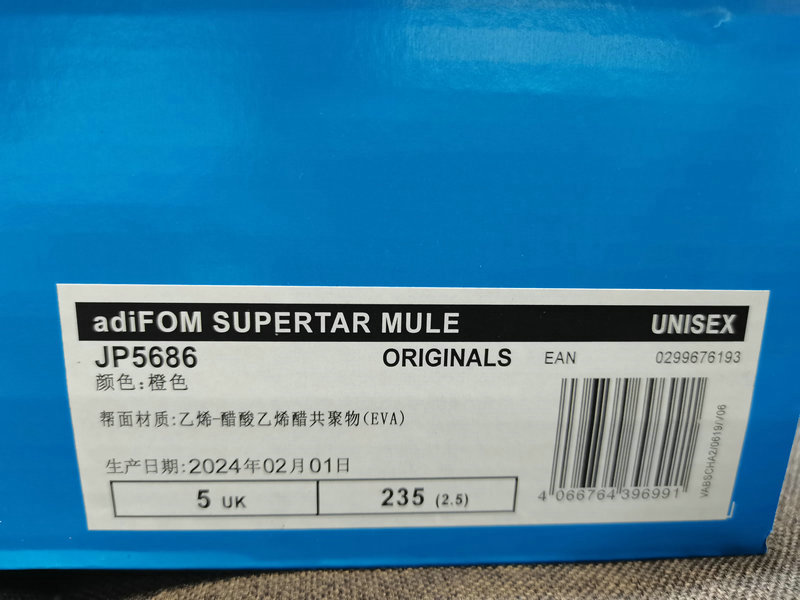 adiFOM SUPERTAR MULE UNISEX
JP5686 ORIGINALS EAN 0299676193
颜色:橙色
帮面材质:乙烯-醋酸乙烯醋共聚物(EVA)
生产日期:2024年02月01日
5 UK 235 (2.5)
4 066764 396991
VABSCHA2/0619//06